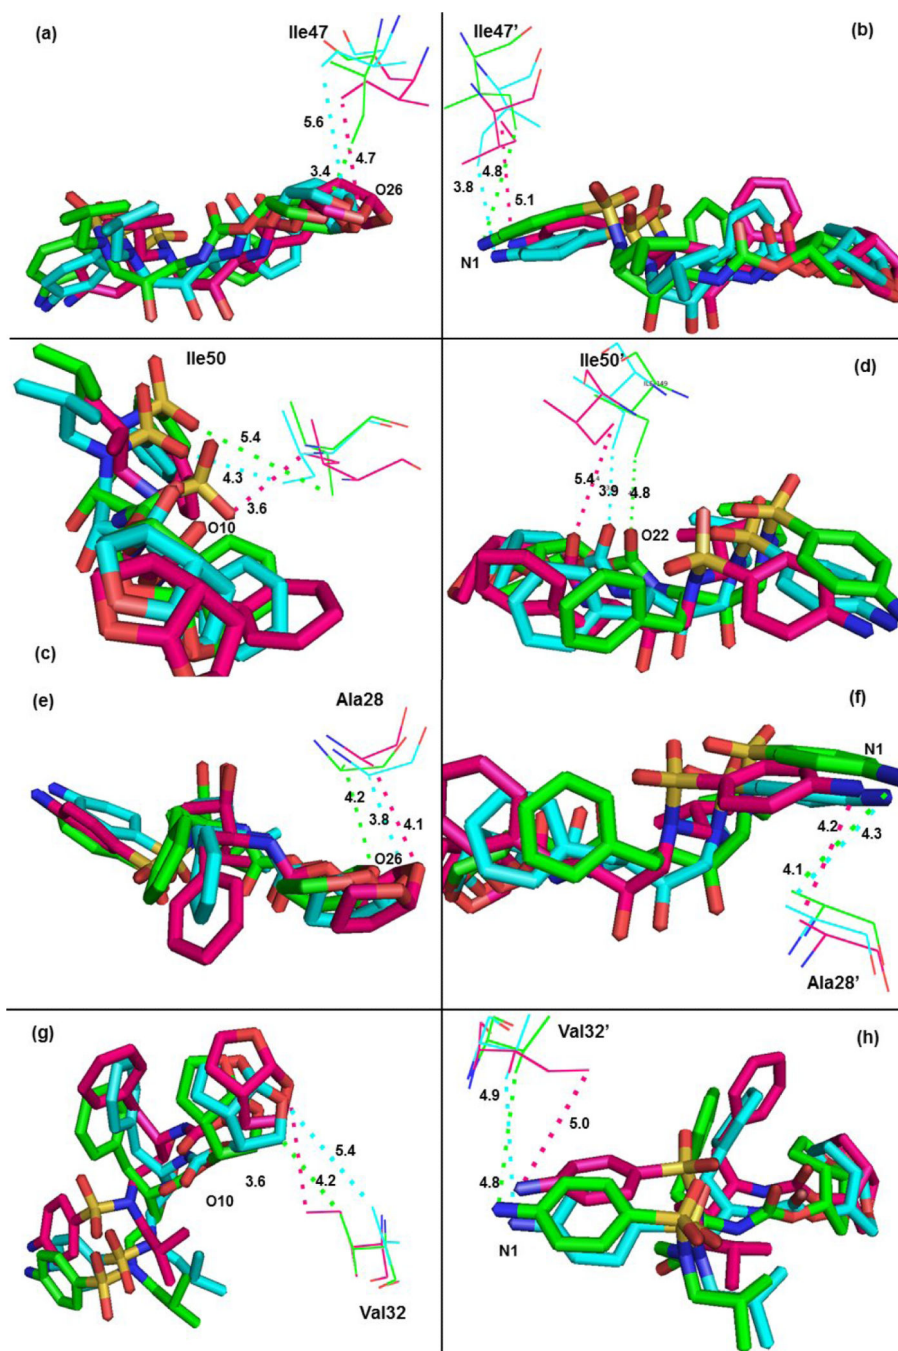 (a)
Ile47
5.6
3.4
4.7
O26
Ile47’
(b)
3.8
4.8
5.1
N1
Ile50
5.4
4.3
3.6
O10
(c)
Ile50’
(d)
5.4
3.9
4.8
O22
(e)
Ala28
4.2
3.8
4.1
O26
(f)
N1
4.2
4.3
4.1
Ala28’
(g)
3.6
5.4
4.2
O10
Val32
Val32’
(h)
4.9
5.0
4.8
N1